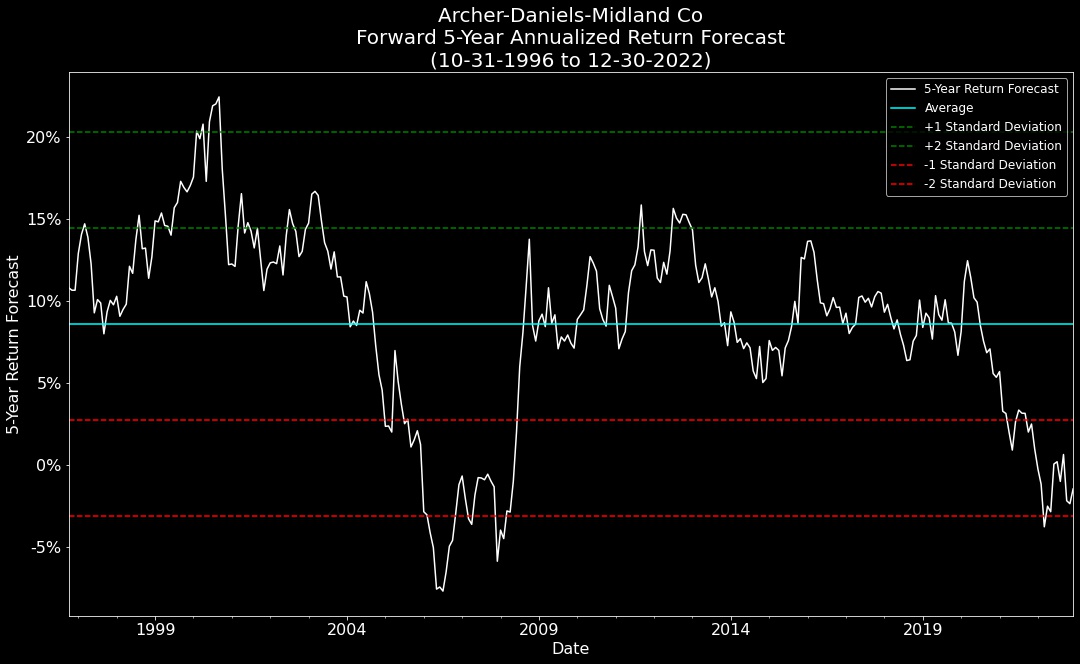 Archer-Daniels-Midland Co
Forward 5-Year Annualized Return Forecast
(10-31-1996 to 12-30-2022)
5-Year Return Forecast
Average
+1 Standard Deviation
+2 Standard Deviation
-1 Standard Deviation
-2 Standard Deviation
5-Year Return Forecast
20%
15%
10%
5%
0%
-5%
1999 2004 2009 2014 2019
Date